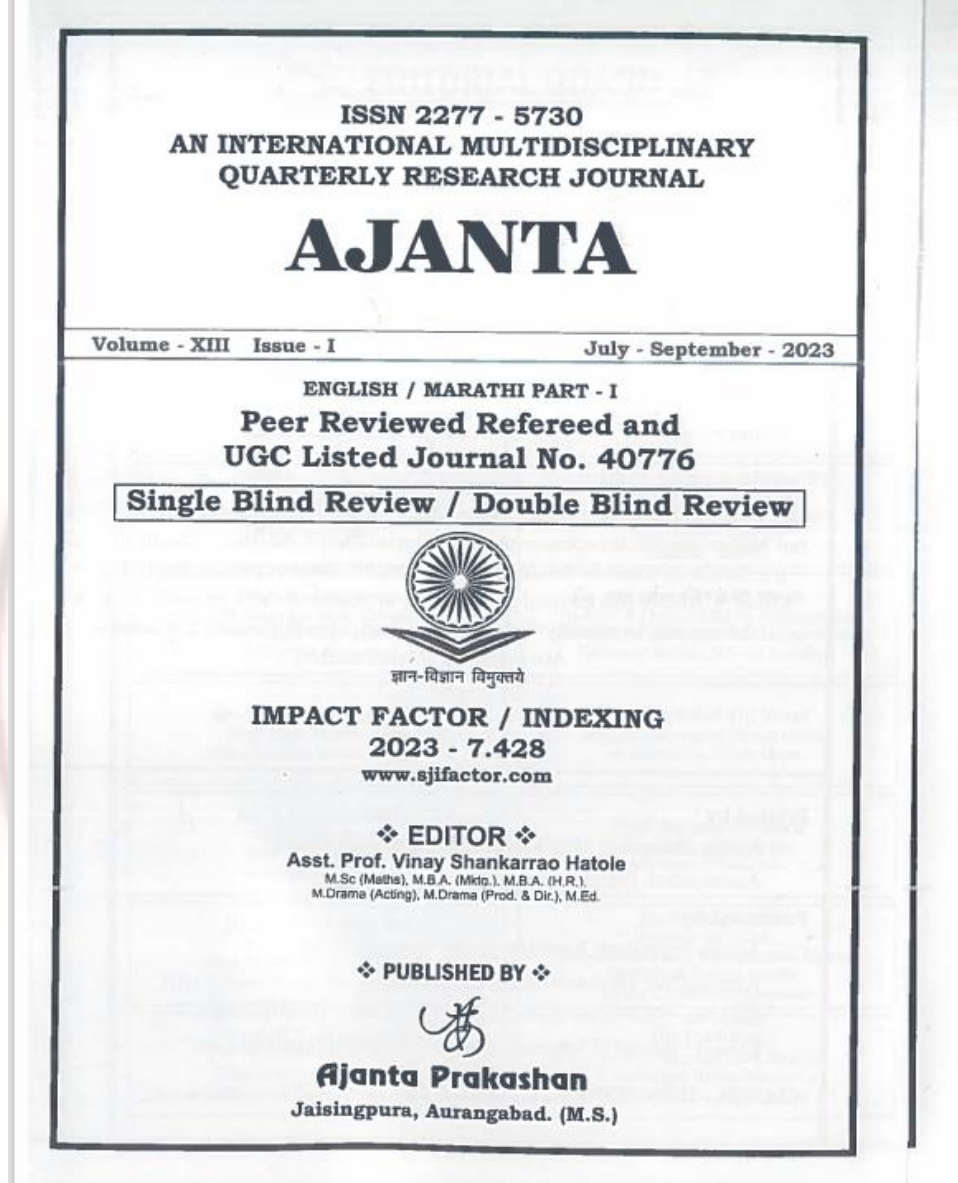 ISSN 2277 - 5730
AN INTERNATIONAL MULTIDISCIPLINARY
QUARTERLY RESEARCH JOURNAL
AJANTA
Volume - XIII Issue - I July - September - 2023
ENGLISH / MARATHI PART - I
Peer Reviewed Refereed and
UGC Listed Journal No. 40776
Single Blind Review / Double Blind Review
ज्ञान-विज्ञान विमुक्तये
IMPACT FACTOR / INDEXING
2023 - 7.428
www.sjifactor.com
❖ EDITOR ❖
Asst. Prof. Vinay Shankarrao Hatole
M.Sc (Maths), M.B.A. (Mktg.), M.B.A. (H.R.),
M.Drama (Acting), M.Drama (Prod. & Dir.), M.Ed.
❖ PUBLISHED BY ❖
Ajanta Prakashan
Jaisingpura, Aurangabad. (M.S.)